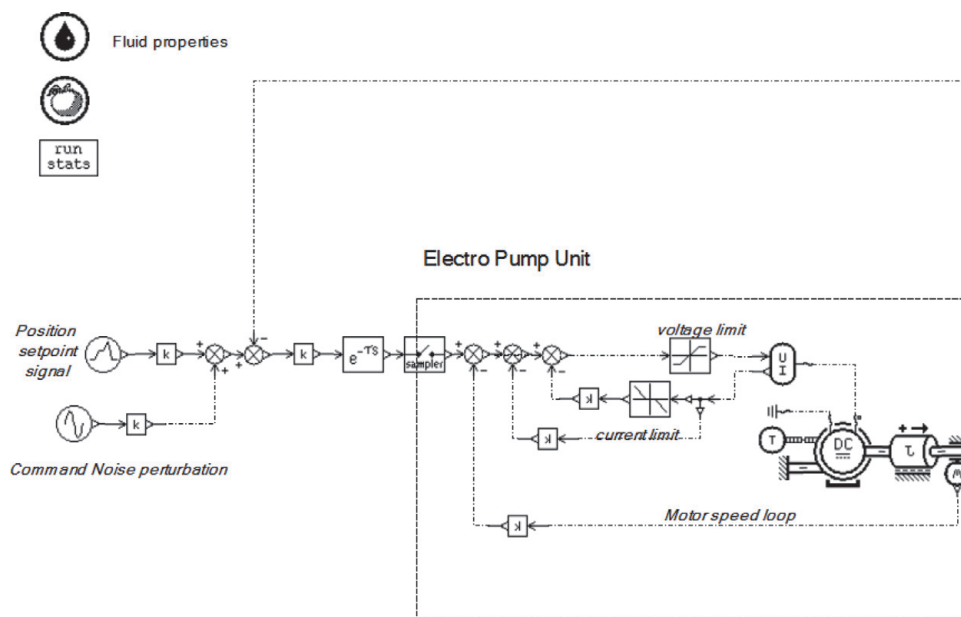 Fluid properties
run
stats
Electro Pump Unit
Position
setpoint
signal
k
k
e^-τs
sampler
voltage limit
U
I
k
k
current limit
k
Command Noise perturbation
T
DC
τ
k
Motor speed loop